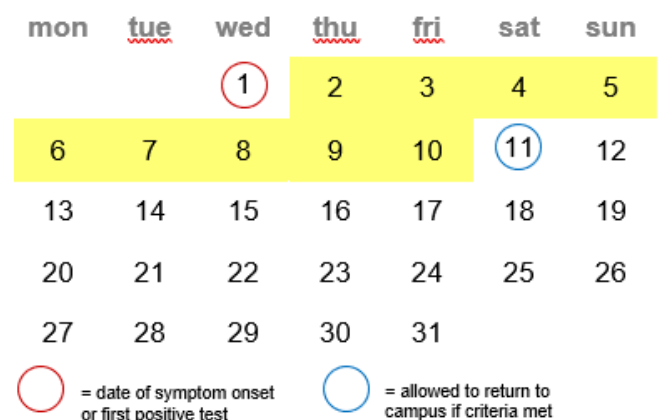 mon tue wed thu fri sat sun
1 2 3 4 5
6 7 8 9 10 11 12
13 14 15 16 17 18 19
20 21 22 23 24 25 26
27 28 29 30 31
= date of symptom onset
or first positive test
= allowed to return to
campus if criteria met